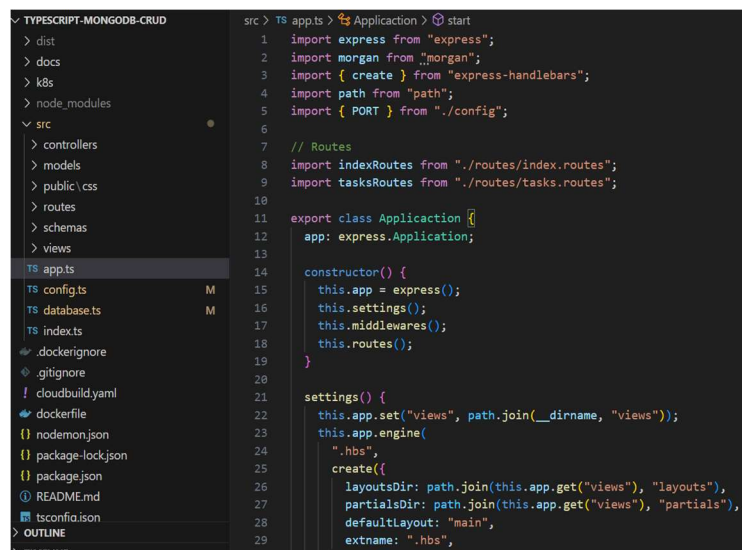 TYPESCRIPT-MONGODB-CRUD
dist
docs
k8s
node_modules
src
controllers
models
public\css
routes
schemas
views
TS app.ts
TS config.ts M
TS database.ts M
TS index.ts
.dockerignore
.gitignore
! cloudbuild.yaml
dockerfile
{} nodemon.json
{} package-lock.json
{} package.json
README.md
TS tsconfig.json
OUTLINE
src > TS app.ts > Applicaction > start
1 import express from "express";
2 import morgan from "morgan";
3 import { create } from "express-handlebars";
4 import path from "path";
5 import { PORT } from "./config";
6
7 // Routes
8 import indexRoutes from "./routes/index.routes";
9 import tasksRoutes from "./routes/tasks.routes";
10
11 export class Applicaction {
12 app: express.Application;
13
14 constructor() {
15 this.app = express();
16 this.settings();
17 this.middlewares();
18 this.routes();
19 }
20
21 settings() {
22 this.app.set("views", path.join(__dirname, "views"));
23 this.app.engine(
24 ".hbs",
25 create({
26 layoutsDir: path.join(this.app.get("views"), "layouts"),
27 partialsDir: path.join(this.app.get("views"), "partials"),
28 defaultLayout: "main",
29 extname: ".hbs",